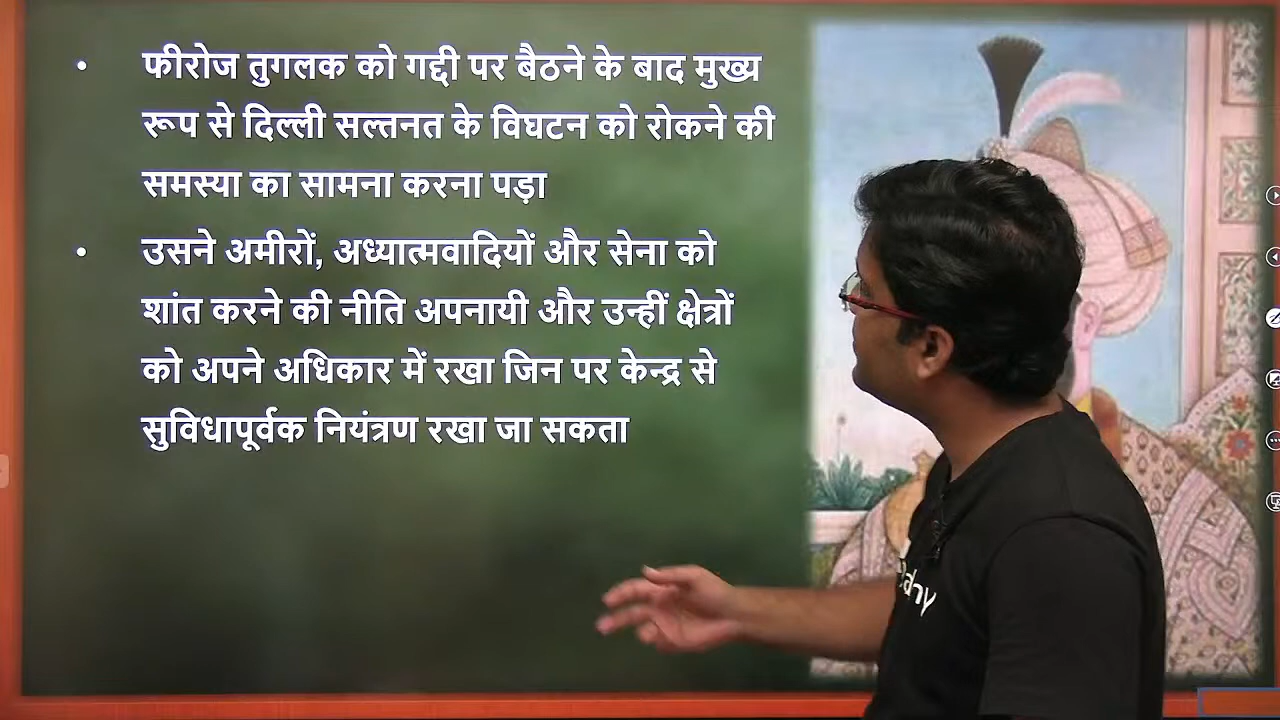 • फीरोज तुगलक को गद्दी पर बैठने के बाद मुख्य
रूप से दिल्ली सल्तनत के विघटन को रोकने की
समस्या का सामना करना पड़ा
• उसने अमीरों, अध्यात्मवादियों और सेना को
शांत करने की नीति अपनायी और उन्हीं क्षेत्रों
को अपने अधिकार में रखा जिन पर केन्द्र से
सुविधापूर्वक नियंत्रण रखा जा सकता